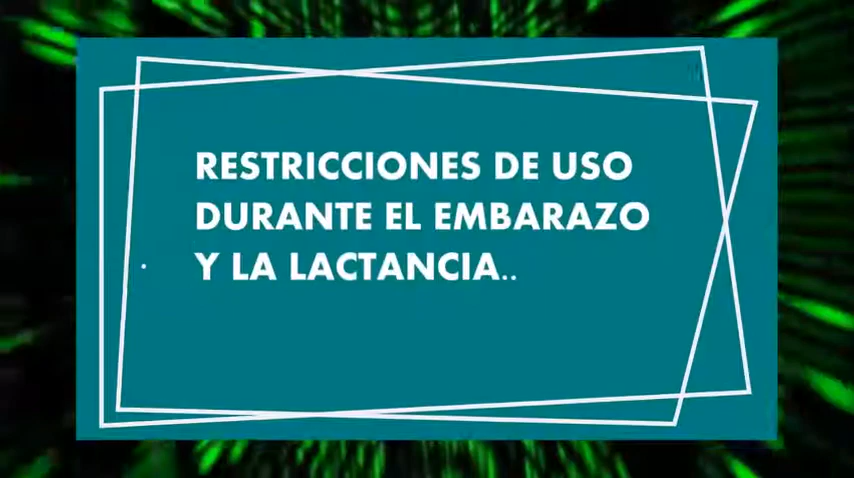 RESTRICCIONES DE USO
DURANTE EL EMBARAZO
Y LA LACTANCIA..